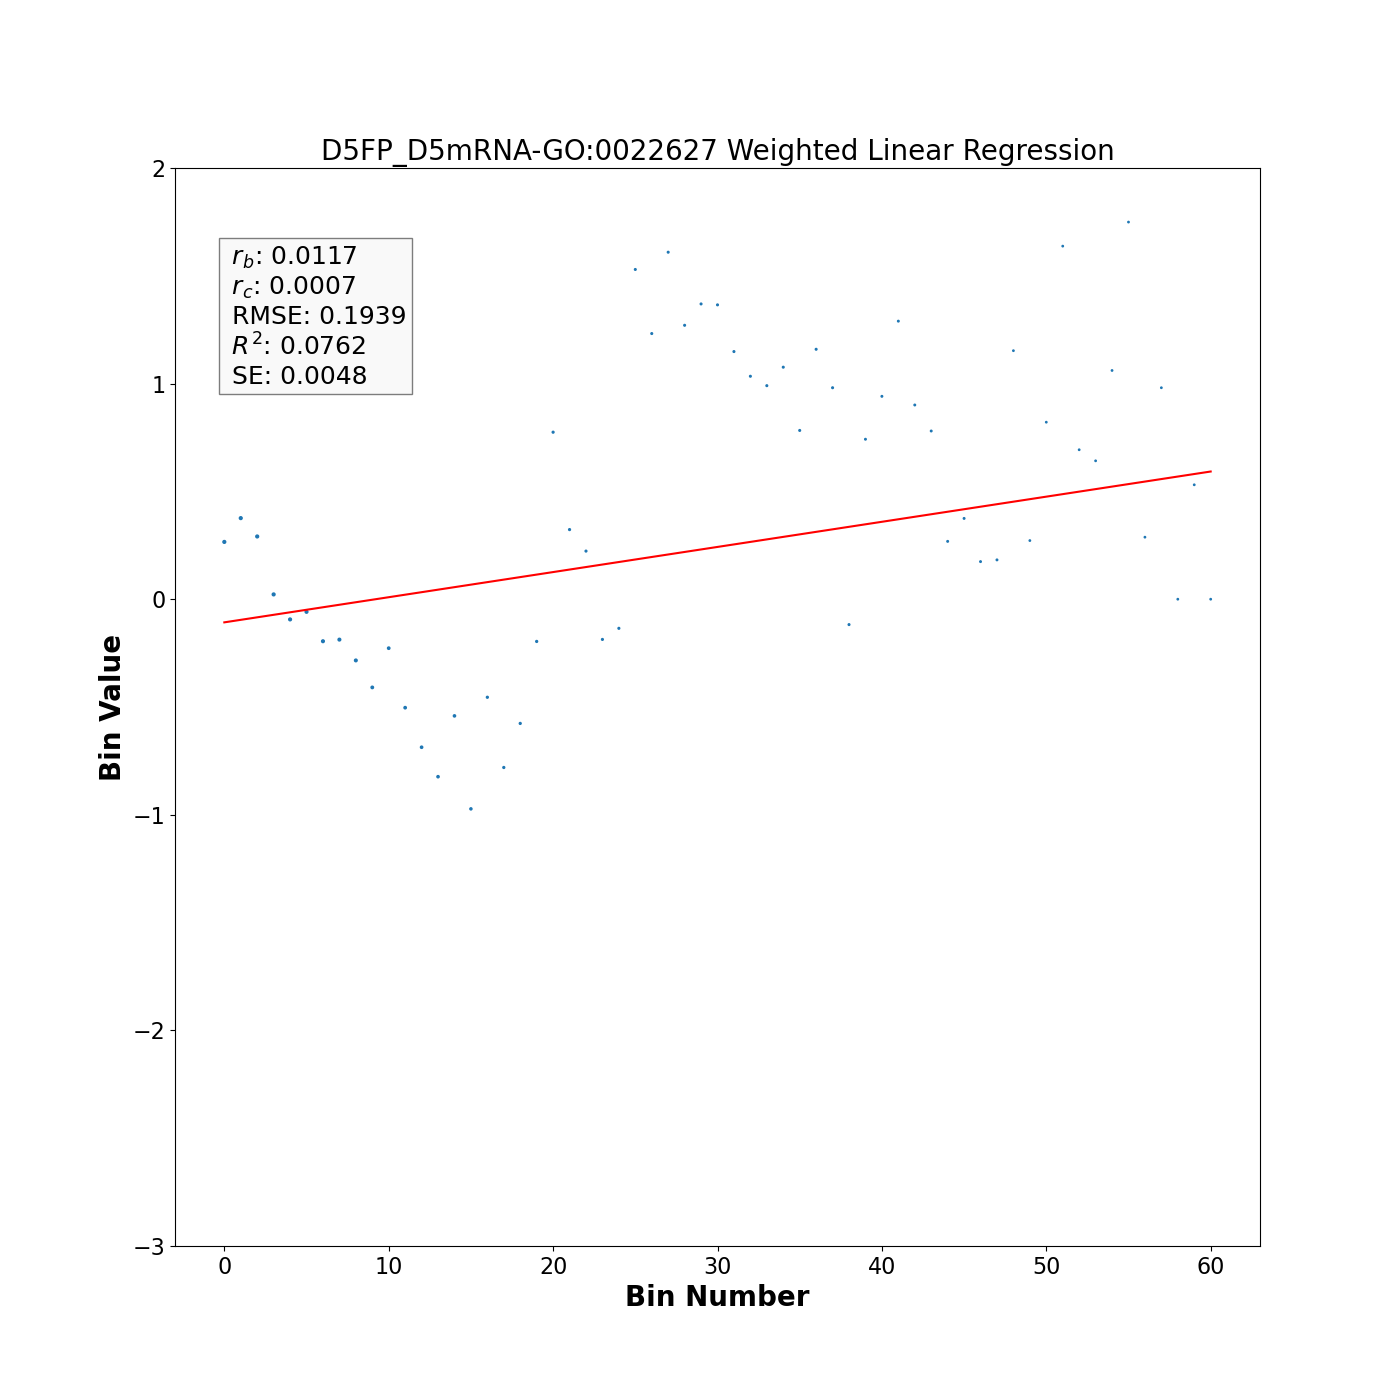 D5FP_D5mRNA-GO:0022627 Weighted Linear Regression
2
r_b: 0.0117
r_c: 0.0007
RMSE: 0.1939
R²: 0.0762
SE: 0.0048
1
0
−1
−2
−3
Bin Value
0 10 20 30 40 50 60
Bin Number